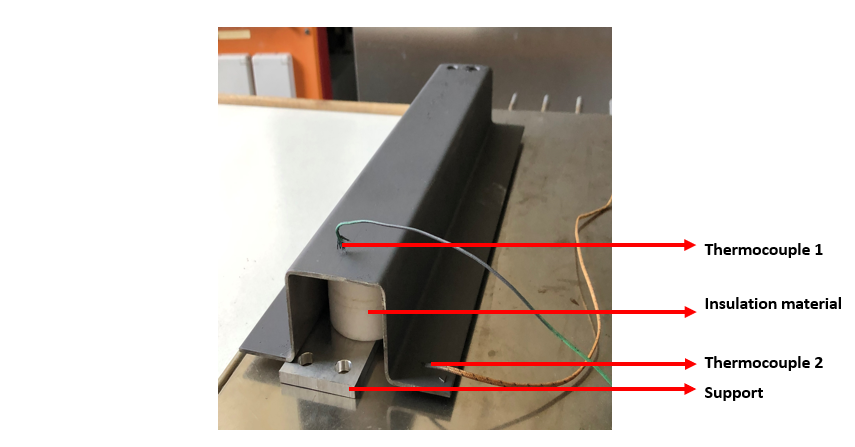 Thermocouple 1
Insulation material
Thermocouple 2
Support